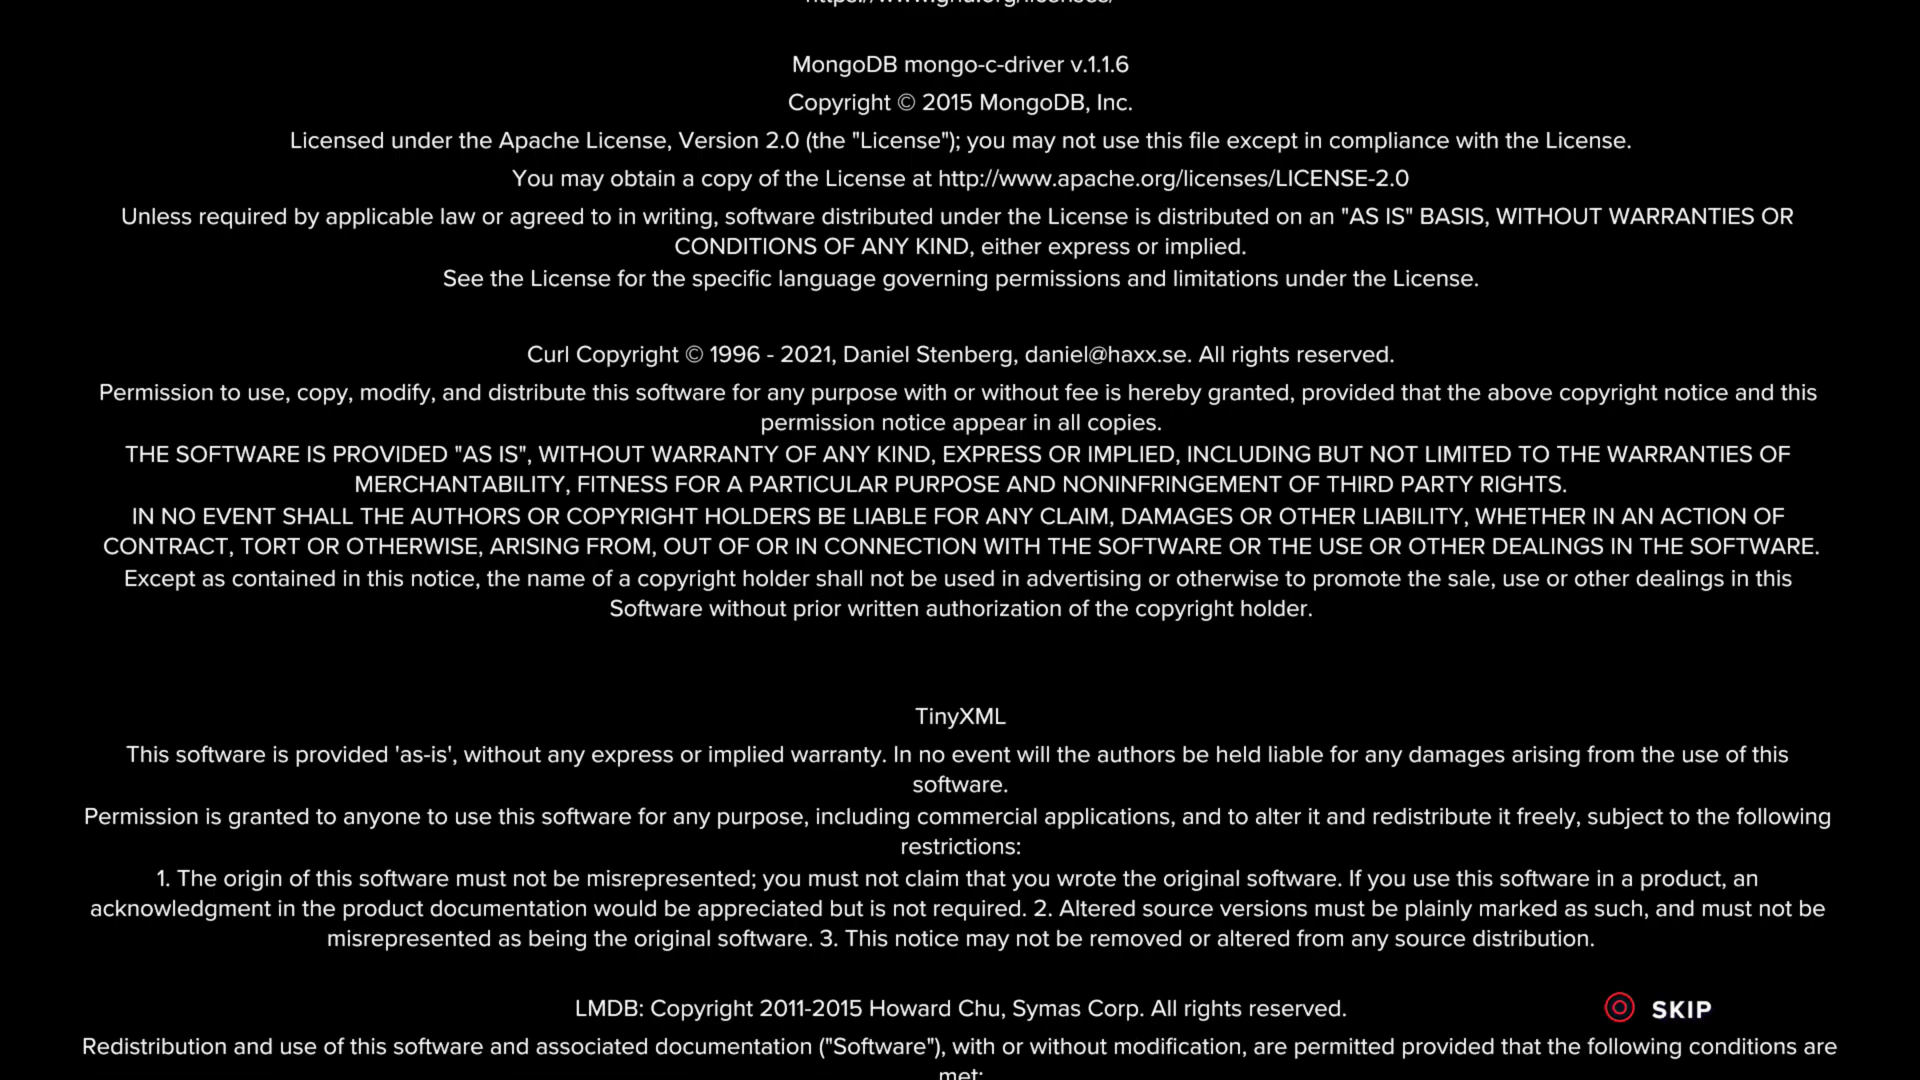 https://www.gnu.org/licenses/
MongoDB mongo-c-driver v.1.1.6
Copyright © 2015 MongoDB, Inc.
Licensed under the Apache License, Version 2.0 (the "License"); you may not use this file except in compliance with the License.
You may obtain a copy of the License at http://www.apache.org/licenses/LICENSE-2.0
Unless required by applicable law or agreed to in writing, software distributed under the License is distributed on an "AS IS" BASIS, WITHOUT WARRANTIES OR
CONDITIONS OF ANY KIND, either express or implied.
See the License for the specific language governing permissions and limitations under the License.
Curl Copyright © 1996 - 2021, Daniel Stenberg, daniel@haxx.se. All rights reserved.
Permission to use, copy, modify, and distribute this software for any purpose with or without fee is hereby granted, provided that the above copyright notice and this
permission notice appear in all copies.
THE SOFTWARE IS PROVIDED "AS IS", WITHOUT WARRANTY OF ANY KIND, EXPRESS OR IMPLIED, INCLUDING BUT NOT LIMITED TO THE WARRANTIES OF
MERCHANTABILITY, FITNESS FOR A PARTICULAR PURPOSE AND NONINFRINGEMENT OF THIRD PARTY RIGHTS.
IN NO EVENT SHALL THE AUTHORS OR COPYRIGHT HOLDERS BE LIABLE FOR ANY CLAIM, DAMAGES OR OTHER LIABILITY, WHETHER IN AN ACTION OF
CONTRACT, TORT OR OTHERWISE, ARISING FROM, OUT OF OR IN CONNECTION WITH THE SOFTWARE OR THE USE OR OTHER DEALINGS IN THE SOFTWARE.
Except as contained in this notice, the name of a copyright holder shall not be used in advertising or otherwise to promote the sale, use or other dealings in this
Software without prior written authorization of the copyright holder.
TinyXML
This software is provided 'as-is', without any express or implied warranty. In no event will the authors be held liable for any damages arising from the use of this
software.
Permission is granted to anyone to use this software for any purpose, including commercial applications, and to alter it and redistribute it freely, subject to the following
restrictions:
1. The origin of this software must not be misrepresented; you must not claim that you wrote the original software. If you use this software in a product, an
acknowledgment in the product documentation would be appreciated but is not required. 2. Altered source versions must be plainly marked as such, and must not be
misrepresented as being the original software. 3. This notice may not be removed or altered from any source distribution.
LMDB: Copyright 2011-2015 Howard Chu, Symas Corp. All rights reserved.
SKIP
Redistribution and use of this software and associated documentation ("Software"), with or without modification, are permitted provided that the following conditions are
met: